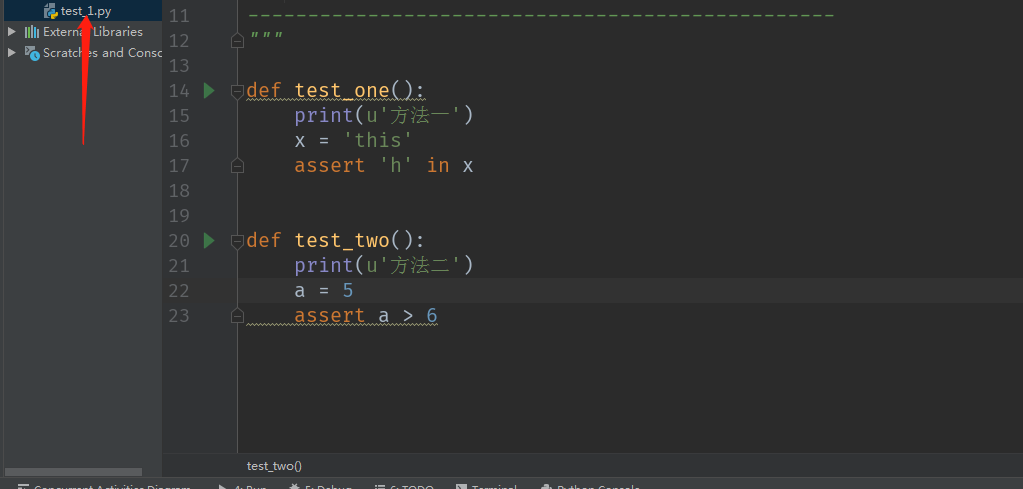 test_1.py
External Libraries
Scratches and Consc
11 ----------------------------------------------------
12 """
13
14 def test_one():
15 print(u'方法一')
16 x = 'this'
17 assert 'h' in x
18
19
20 def test_two():
21 print(u'方法二')
22 a = 5
23 assert a > 6
test_two()
Concurrent Activities Diagram 4: Run 5: Debug 6: TODO Terminal Python Console